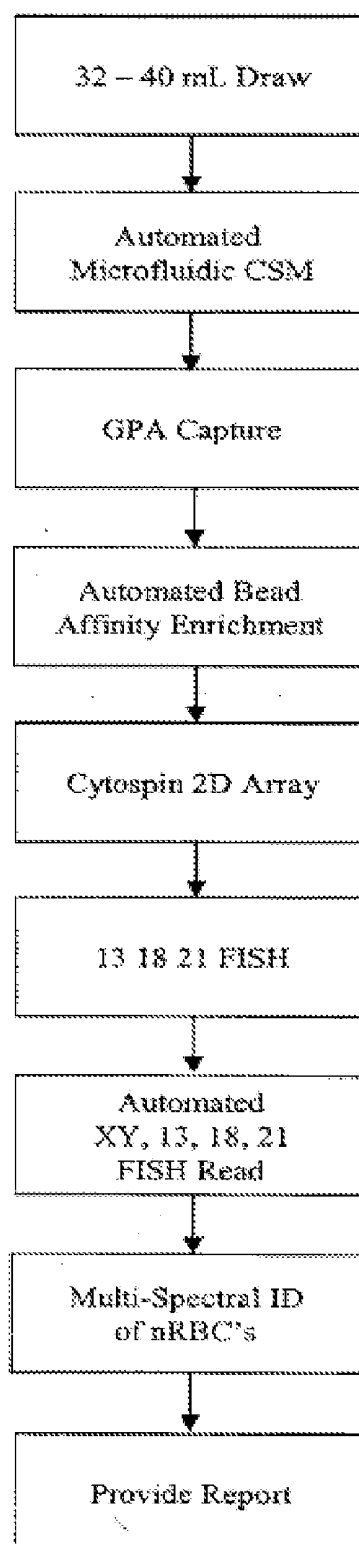 32 – 40 mL Draw
Automated
Microfluidic CSM
GPA Capture
Automated Bead
Affinity Enrichment
Cytospin 2D Array
13 18 21 FISH
Automated
XY, 13, 18, 21
FISH Read
Multi-Spectral ID
of nRBC's
Provide Report